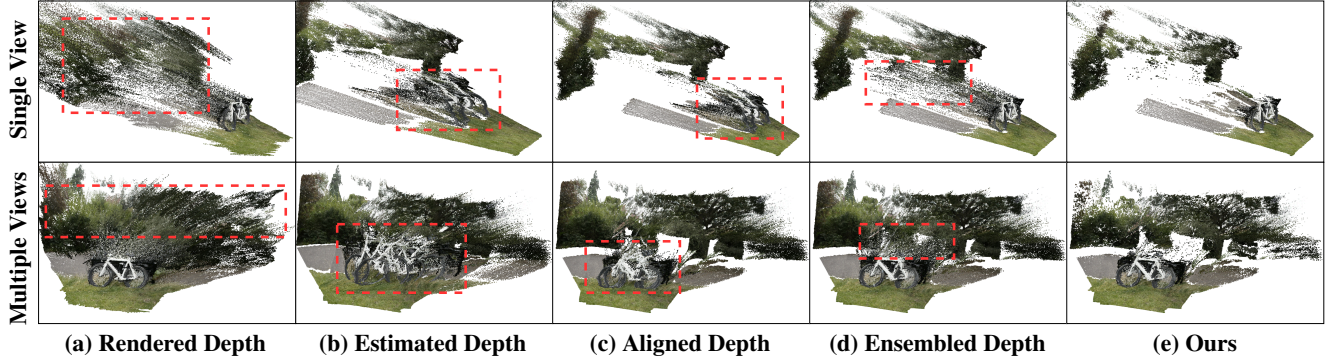 Single View
Multiple Views
(a) Rendered Depth
(b) Estimated Depth
(c) Aligned Depth
(d) Ensembled Depth
(e) Ours